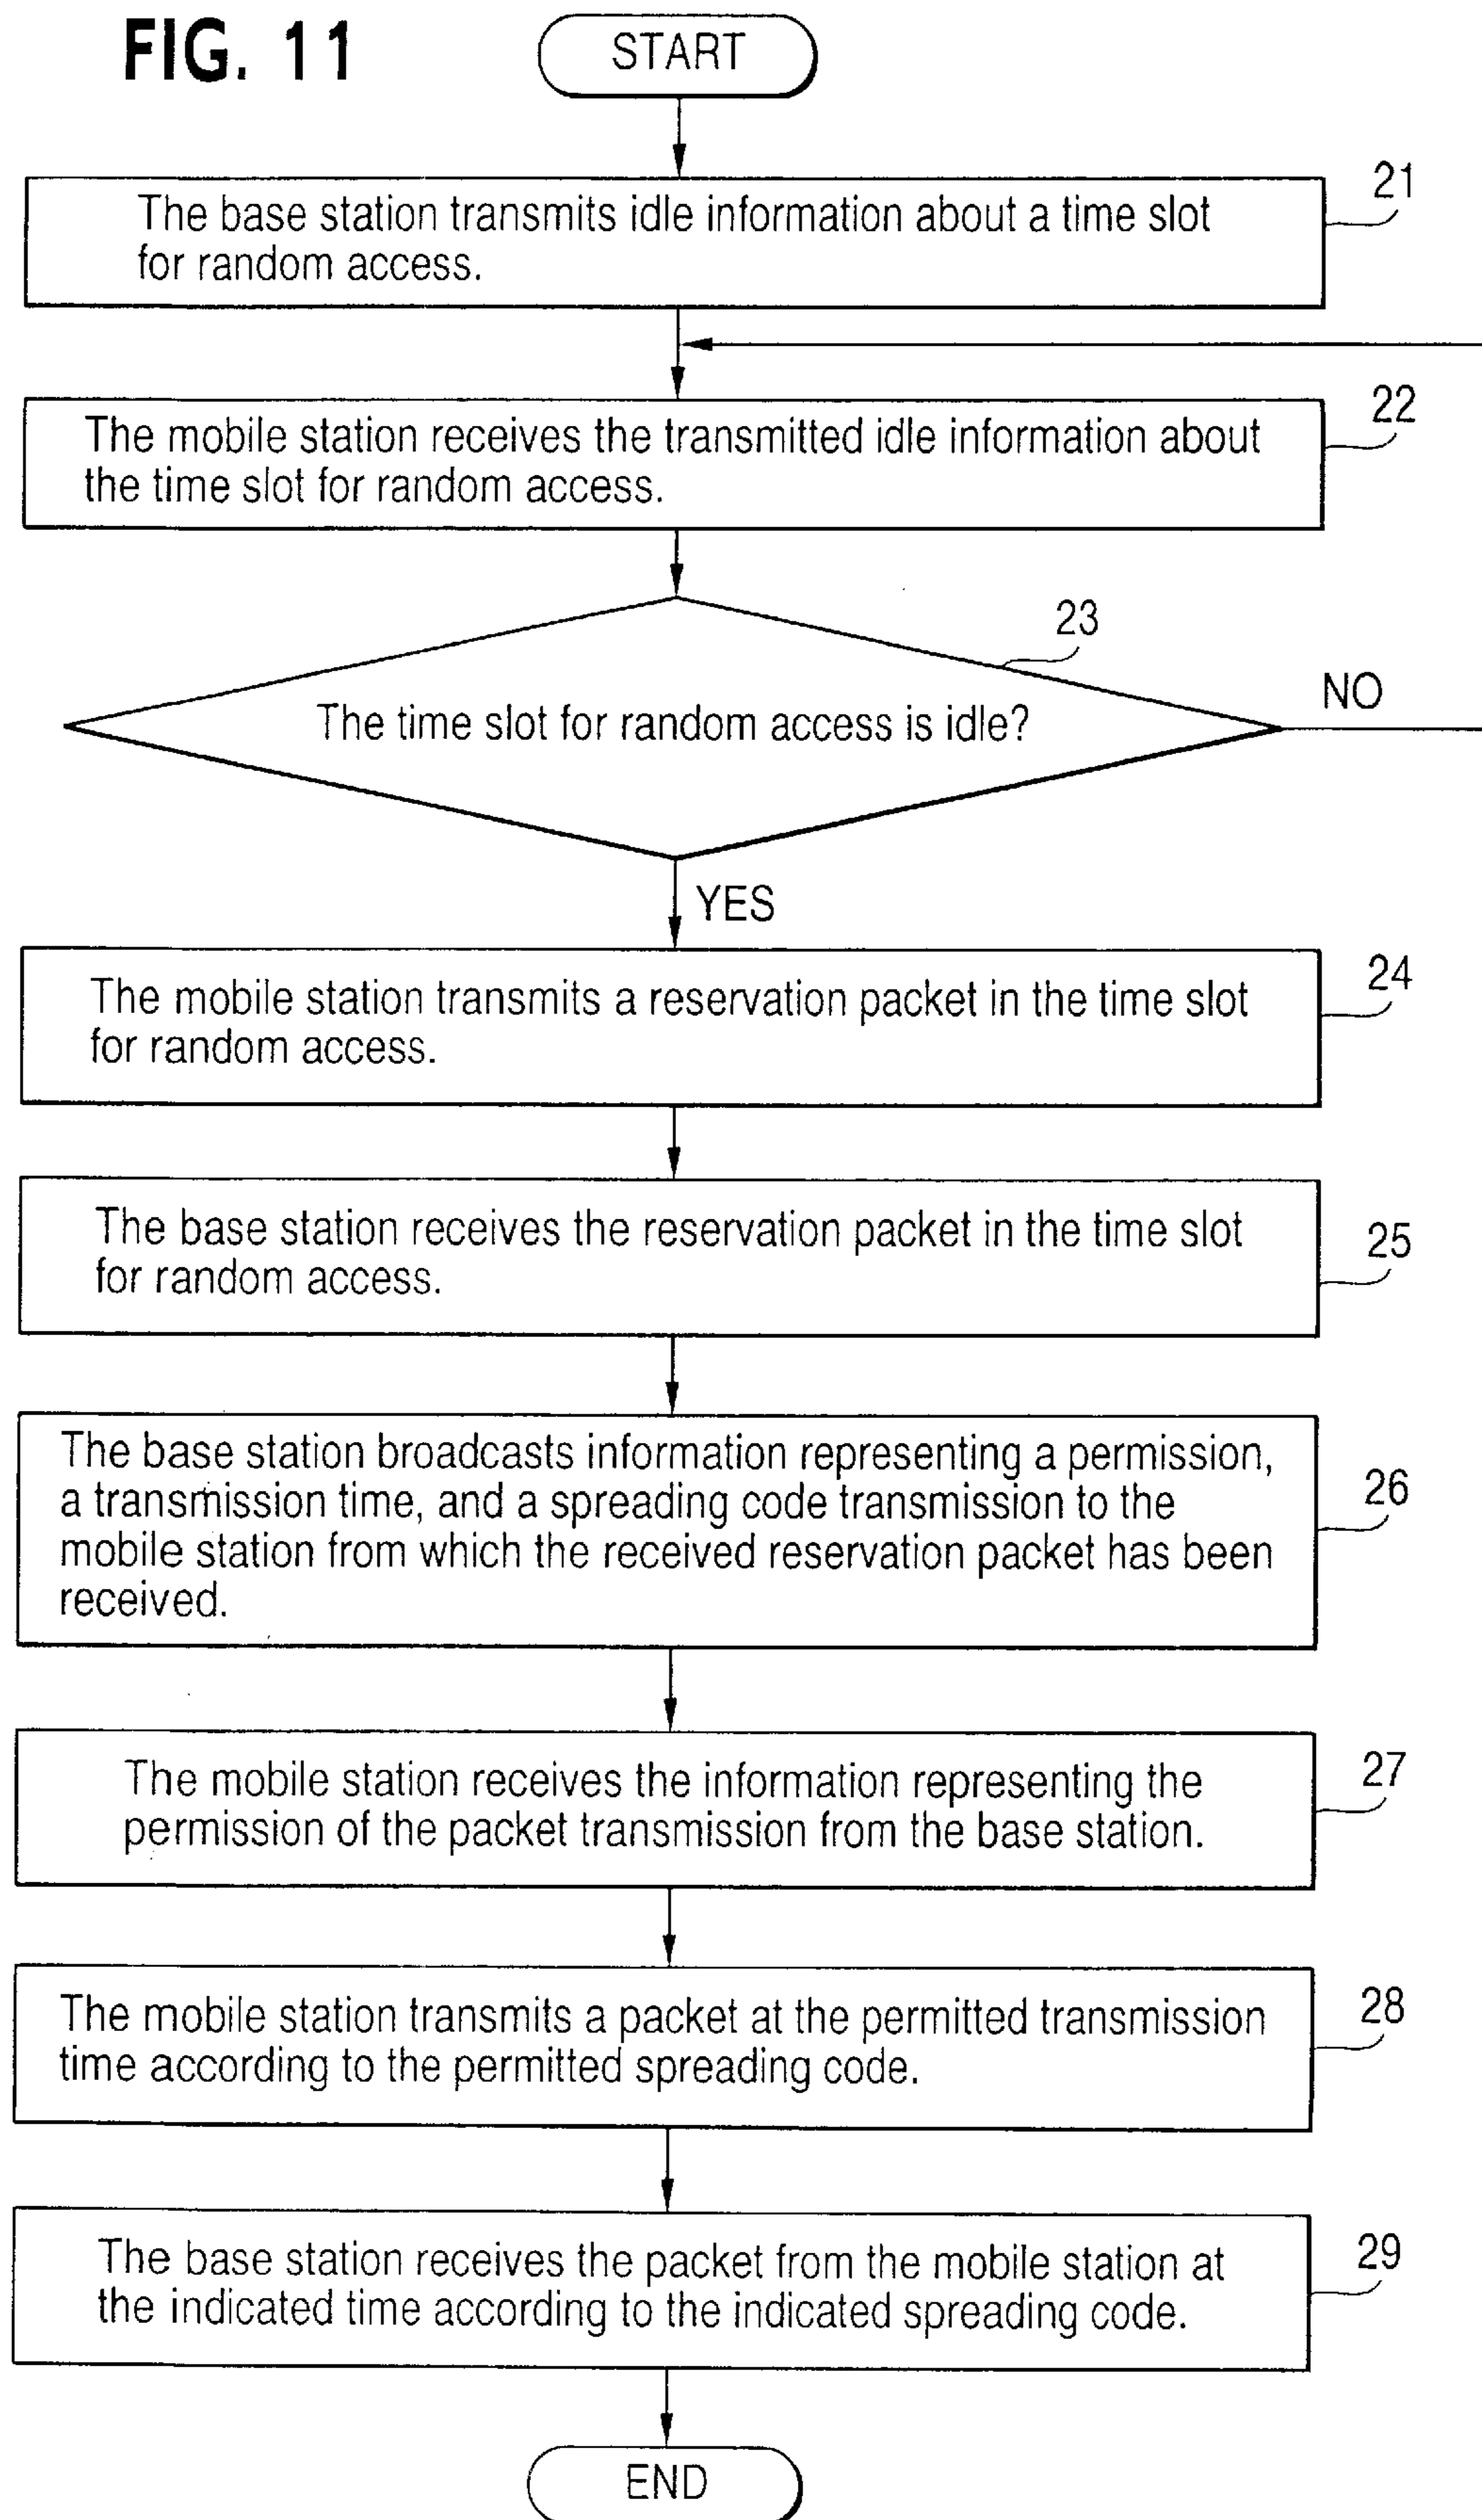 FIG. 11
START
21
The base station transmits idle information about a time slot
for random access.
22
The mobile station receives the transmitted idle information about
the time slot for random access.
23
The time slot for random access is idle?
NO
YES
24
The mobile station transmits a reservation packet in the time slot
for random access.
25
The base station receives the reservation packet in the time slot
for random access.
26
The base station broadcasts information representing a permission,
a transmission time, and a spreading code transmission to the
mobile station from which the received reservation packet has been
received.
27
The mobile station receives the information representing the
permission of the packet transmission from the base station.
28
The mobile station transmits a packet at the permitted transmission
time according to the permitted spreading code.
29
The base station receives the packet from the mobile station at
the indicated time according to the indicated spreading code.
END